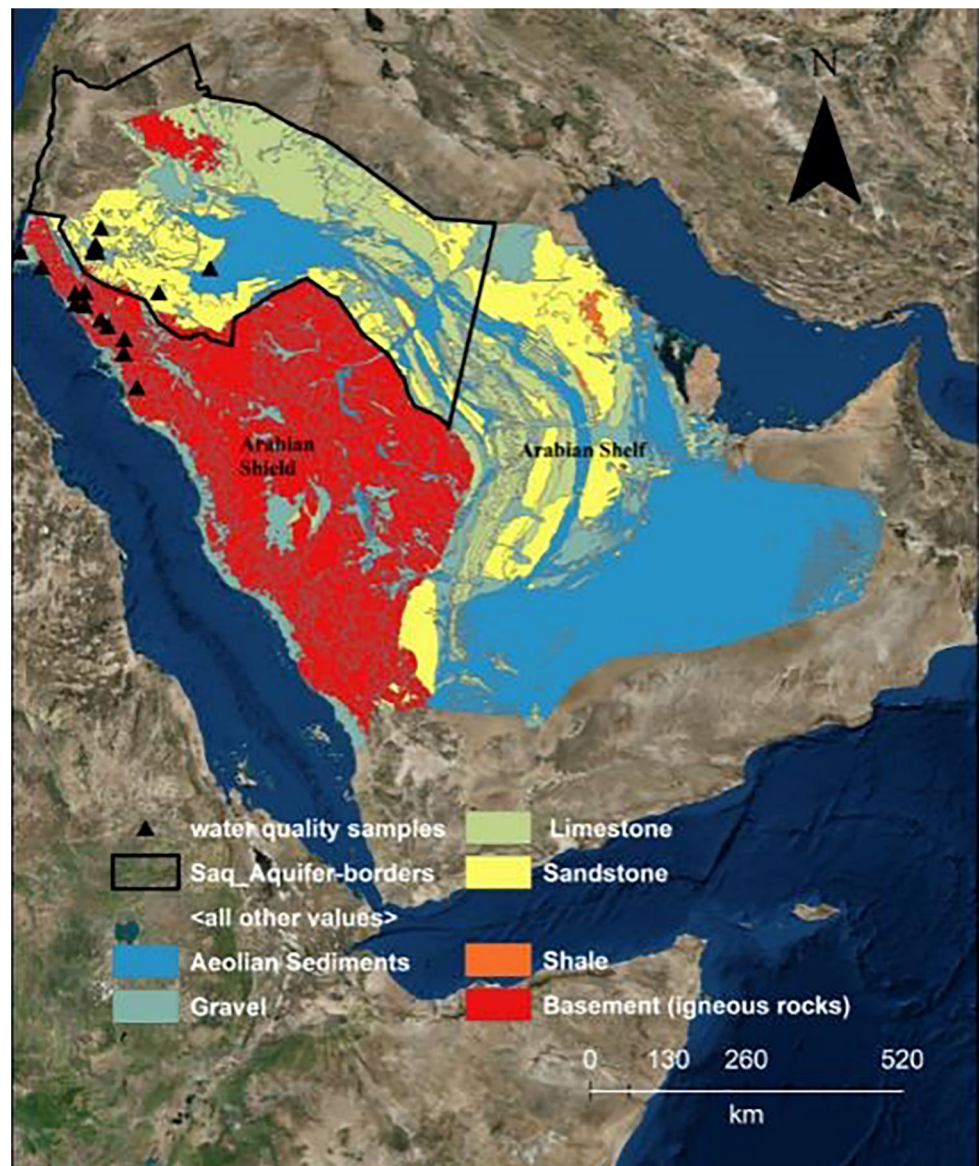 N
Arabian
Shield
Arabian Shelf
water quality samples
Limestone
Saq_Aquifer-borders
Sandstone
<all other values>
Aeolian Sediments
Shale
Gravel
Basement (igneous rocks)
0 130 260 520
km